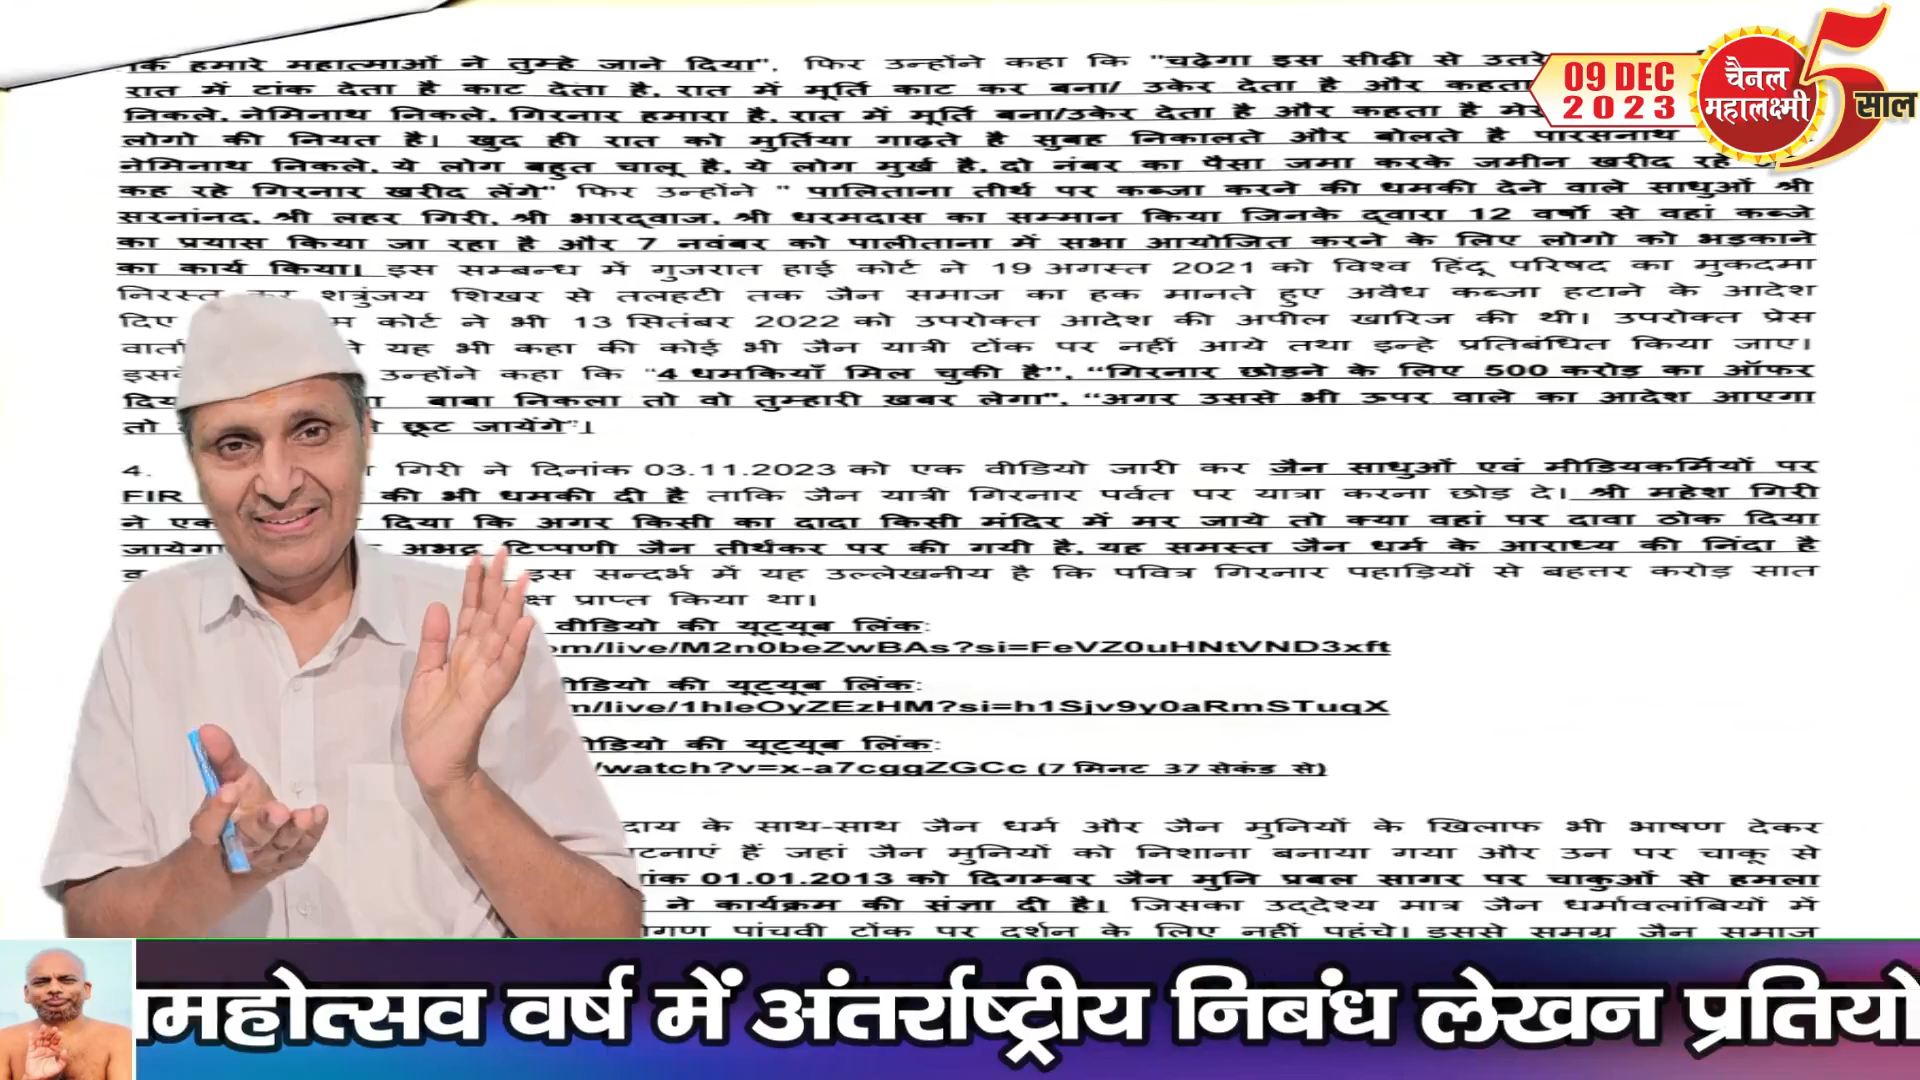 कि हमारे महात्माओं ने तुम्हे जाने दिया", फिर उन्होंने कहा कि "चढ़ेगा इस सीढ़ी से उतरे
रात में टांक देता है काट देता है, रात में मूर्ति काट कर बना/ उकेर देता है और कहता
निकले, नेमिनाथ निकले, गिरनार हमारा है, रात में मूर्ति बना/उकेर देता है और कहता है
लोगो की नियत है। खुद ही रात को मुर्तिया गाढ़ते है सुबह निकालते और बोलते है पारसनाथ
नेमिनाथ निकले, ये लोग बहुत चालू है, ये लोग मुर्ख है, दो नंबर का पैसा जमा करके जमीन खरीद रहे
कह रहे गिरनार खरीद लेंगे" फिर उन्होंने " पालिताना तीर्थ पर कब्जा करने की धमकी देने वाले साधुओं श्री
सरनांनद, श्री लहर गिरी, श्री भारद्वाज, श्री धरमदास का सम्मान किया जिनके द्वारा 12 वर्षो से वहां कब्जे
का प्रयास किया जा रहा है और 7 नवंबर को पालीताना में सभा आयोजित करने के लिए लोगो को भड़काने
का कार्य किया। इस सम्बन्ध में गुजरात हाई कोर्ट ने 19 अगस्त 2021 को विश्व हिंदू परिषद का मुकदमा
निरस्त शत्रुंजय शिखर से तलहटी तक जैन समाज का हक मानते हुए अवैध कब्जा हटाने के आदेश
दिए कोर्ट ने भी 13 सितंबर 2022 को उपरोक्त आदेश की अपील खारिज की थी। उपरोक्त प्रेस
वार्ता यह भी कहा की कोई भी जैन यात्री टोंक पर नहीं आये तथा इन्हे प्रतिबंधित किया जाए।
उन्होंने कहा कि "4 धमकियाँ मिल चुकी है", "गिरनार छोड़ने के लिए 500 करोड़ का ऑफर
बाबा निकला तो वो तुम्हारी ख़बर लेगा", "अगर उससे भी ऊपर वाले का आदेश आएगा
तो छूट जायेंगे"।
4. गिरी ने दिनांक 03.11.2023 को एक वीडियो जारी कर जैन साधुओं एवं मीडियकर्मियों पर
FIR की भी धमकी दी है ताकि जैन यात्री गिरनार पर्वत पर यात्रा करना छोड़ दे। श्री महेश गिरी
ने एक दिया कि अगर किसी का दादा किसी मंदिर में मर जाये तो क्या वहां पर दावा ठोक दिया
जायेगा अभद्र टिप्पणी जैन तीर्थकर पर की गयी है, यह समस्त जैन धर्म के आराध्य की निंदा है
इस सन्दर्भ में यह उल्लेखनीय है कि पवित्र गिरनार पहाड़ियों से बहत्तर करोड़ सात
प्राप्त किया था।
वीडियो की यूट्यूब लिंक:
om/live/M2n0beZwBAs?si=FeVZ0uHNtVND3xft
वीडियो की यूट्यूब लिंक:
m/live/1hIeOyZEzHM?si=h1Sjv9y0aRmSTuqX
वीडियो की यूट्यूब लिंक:
/watch?v=x-a7cggZGCc (7 मिनट 37 सेकंड से)
दाय के साथ-साथ जैन धर्म और जैन मुनियों के खिलाफ भी भाषण देकर
हैं जहां जैन मुनियों को निशाना बनाया गया और उन पर चाकू से
01.01.2013 को दिगम्बर जैन मुनि प्रबल सागर पर चाकुओं से हमला
ने कार्यक्रम की संज्ञा दी है। जिसका उद्देश्य मात्र जैन धर्मावलांबियों में
पांचवी टोंक पर दर्शन के लिए नहीं पहुंचे। इससे समग्र जैन समाज
09 DEC
2023
चैनल
महालक्ष्मी
5
साल
महोत्सव वर्ष में अंतर्राष्ट्रीय निबंध लेखन प्रतियो